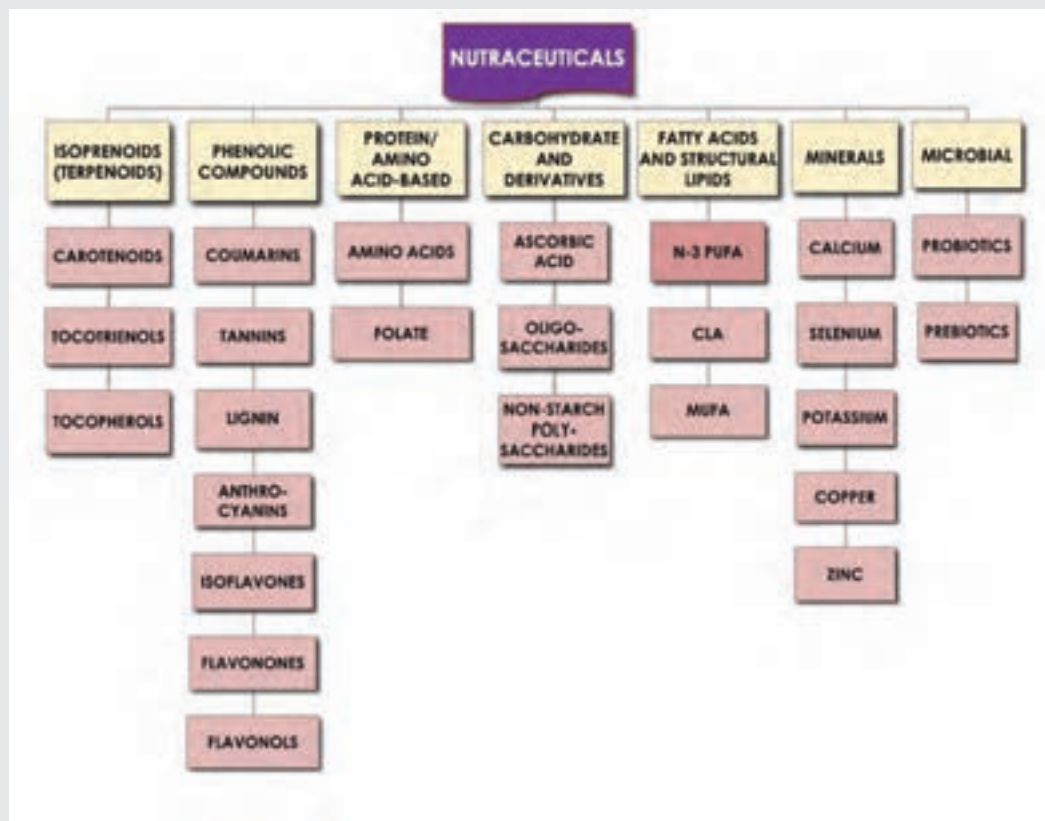 NUTRACEUTICALS
ISOPRENOIDS
(TERPENOIDS)
PHENOLIC
COMPOUNDS
PROTEIN/
AMINO
ACID-BASED
CARBOHYDRATE
AND
DERIVATIVES
FATTY ACIDS
AND STRUCTURAL
LIPIDS
MINERALS
MICROBIAL
CAROTENOIDS
TOCOTRIENOLS
TOCOPHEROLS
COUMARINS
TANNINS
LIGNIN
ANTHRO-
CYANINS
ISOFLAVONES
FLAVONONES
FLAVONOLS
AMINO ACIDS
FOLATE
ASCORBIC
ACID
OLIGO-
SACCHARIDES
NON-STARCH
POLY-
SACCHARIDES
N-3 PUFA
CLA
MUFA
CALCIUM
SELENIUM
POTASSIUM
COPPER
ZINC
PROBIOTICS
PREBIOTICS